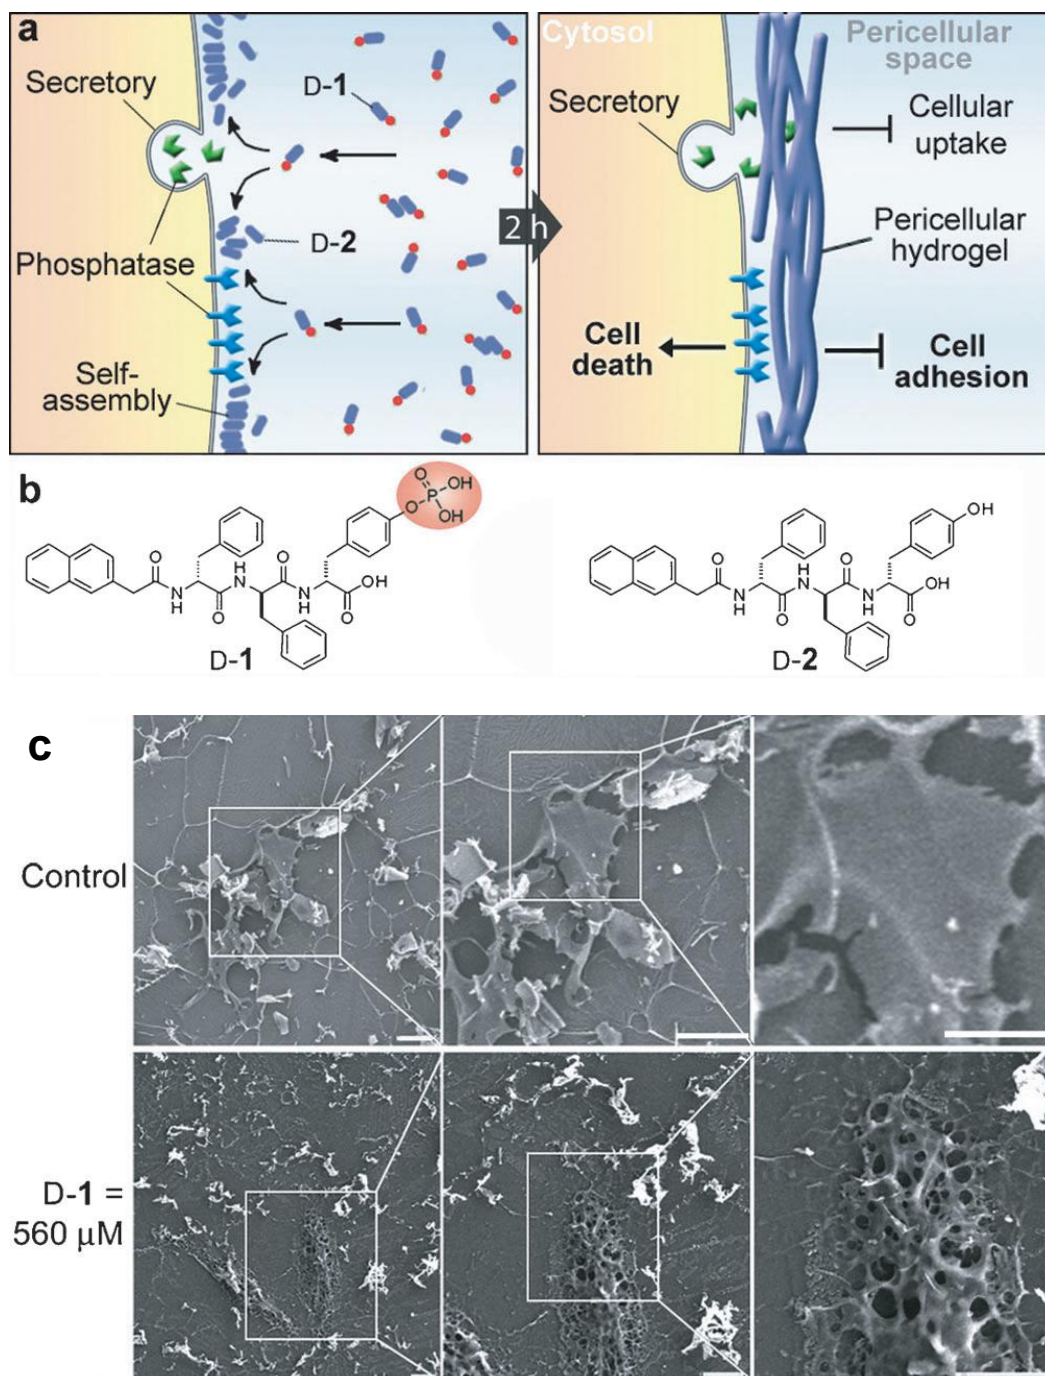 a
Secretory
D-1
D-2
Phosphatase
Self-
assembly
2 h
Cytosol
Pericellular
space
Secretory
Cellular
uptake
Pericellular
hydrogel
Cell
death
Cell
adhesion
b
O
O
P
OH
OH
O
N
H
O
H
N
O
N
H
O
OH
D-1
O
N
H
O
H
N
O
N
H
OH
O
OH
D-2
c
Control
D-1 =
560 µM